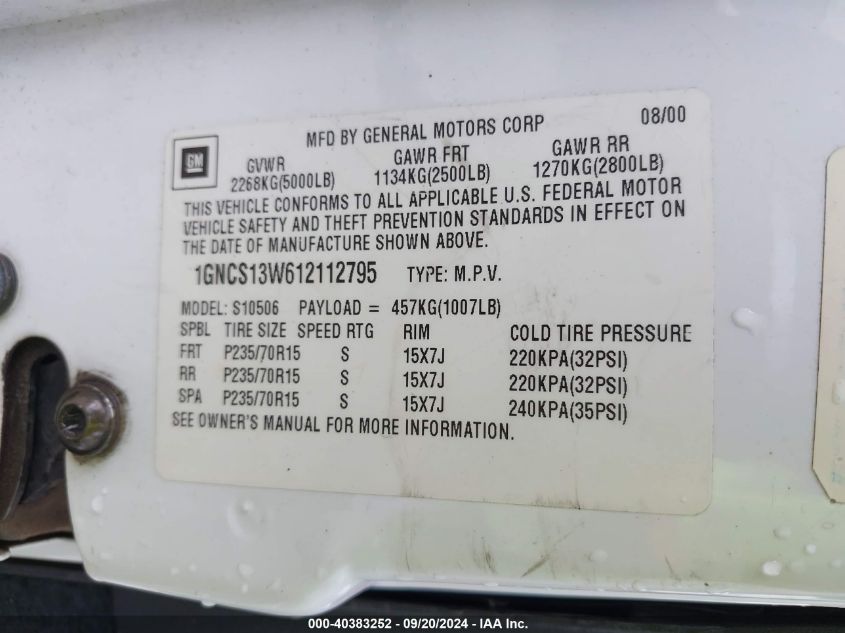 MFD BY GENERAL MOTORS CORP 08/00
GM
GVWR GAWR FRT GAWR RR
2268KG(5000LB) 1134KG(2500LB) 1270KG(2800LB)
THIS VEHICLE CONFORMS TO ALL APPLICABLE U.S. FEDERAL MOTOR
VEHICLE SAFETY AND THEFT PREVENTION STANDARDS IN EFFECT ON
THE DATE OF MANUFACTURE SHOWN ABOVE.
1GNCS13W612112795 TYPE: M.P.V.
MODEL: S10506 PAYLOAD = 457KG(1007LB)
SPBL TIRE SIZE SPEED RTG RIM COLD TIRE PRESSURE
FRT P235/70R15 S 15X7J 220KPA(32PSI)
RR P235/70R15 S 15X7J 220KPA(32PSI)
SPA P235/70R15 S 15X7J 240KPA(35PSI)
SEE OWNER'S MANUAL FOR MORE INFORMATION.
000-40383252 - 09/20/2024 - IAA Inc.